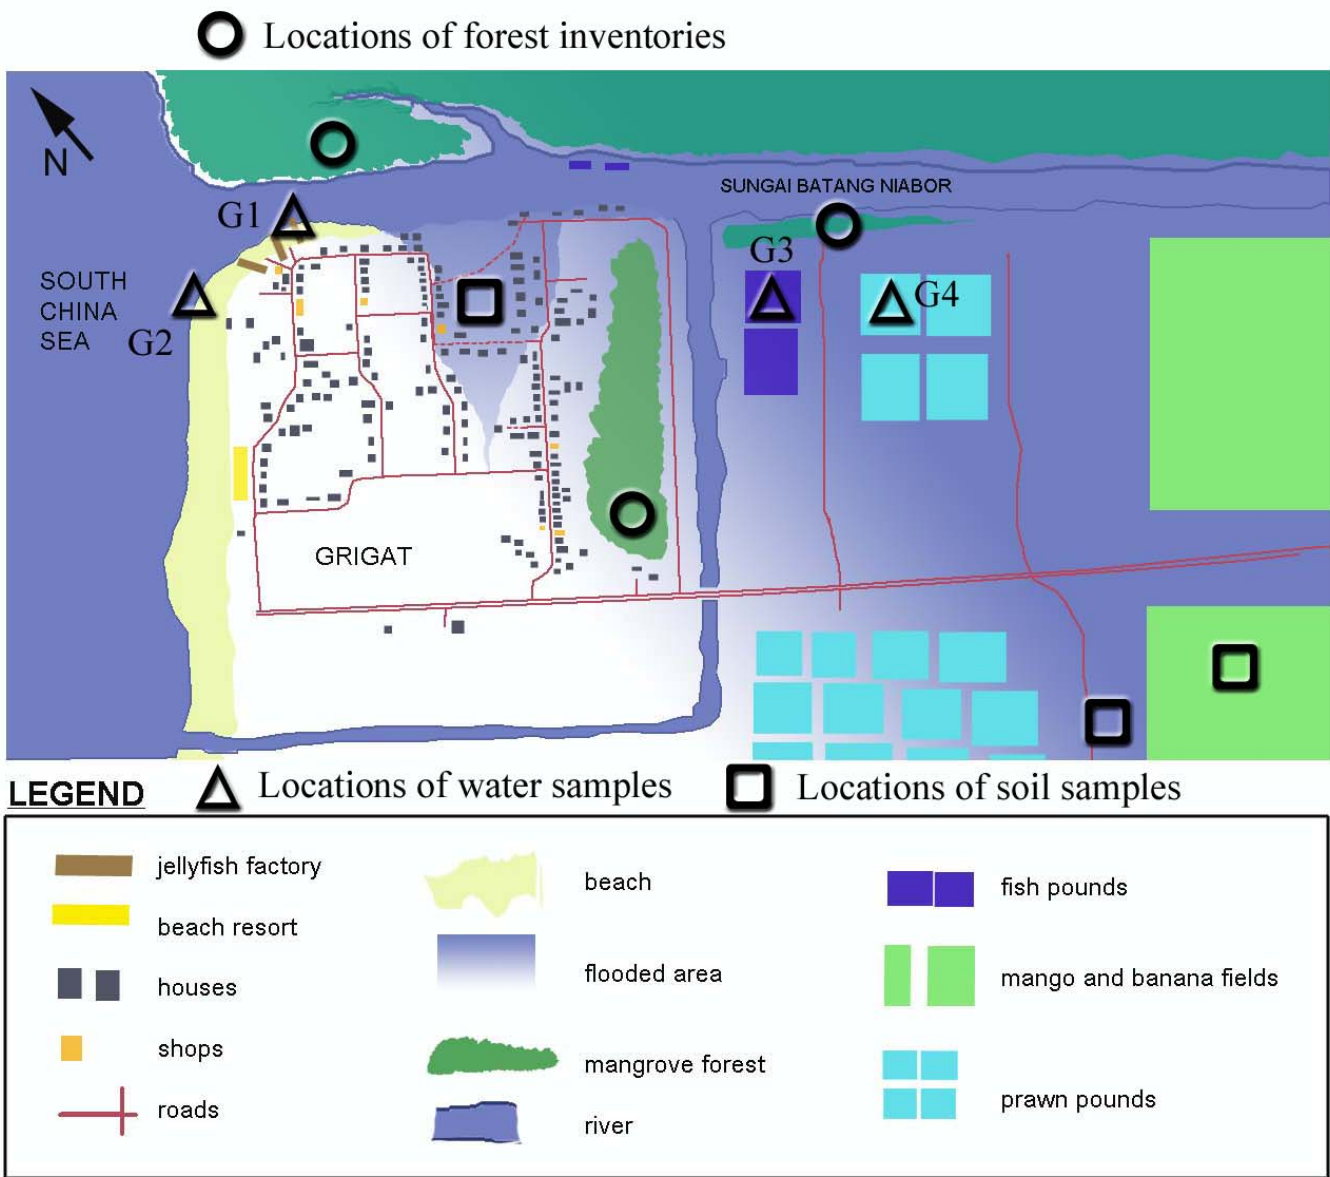 Locations of forest inventories
N
SUNGAI BATANG NIABOR
G1
G3
SOUTH
CHINA
SEA
G4
G2
GRIGAT
LEGEND
Locations of water samples
Locations of soil samples
jellyfish factory
beach
fish pounds
beach resort
flooded area
mango and banana fields
houses
shops
mangrove forest
prawn pounds
roads
river